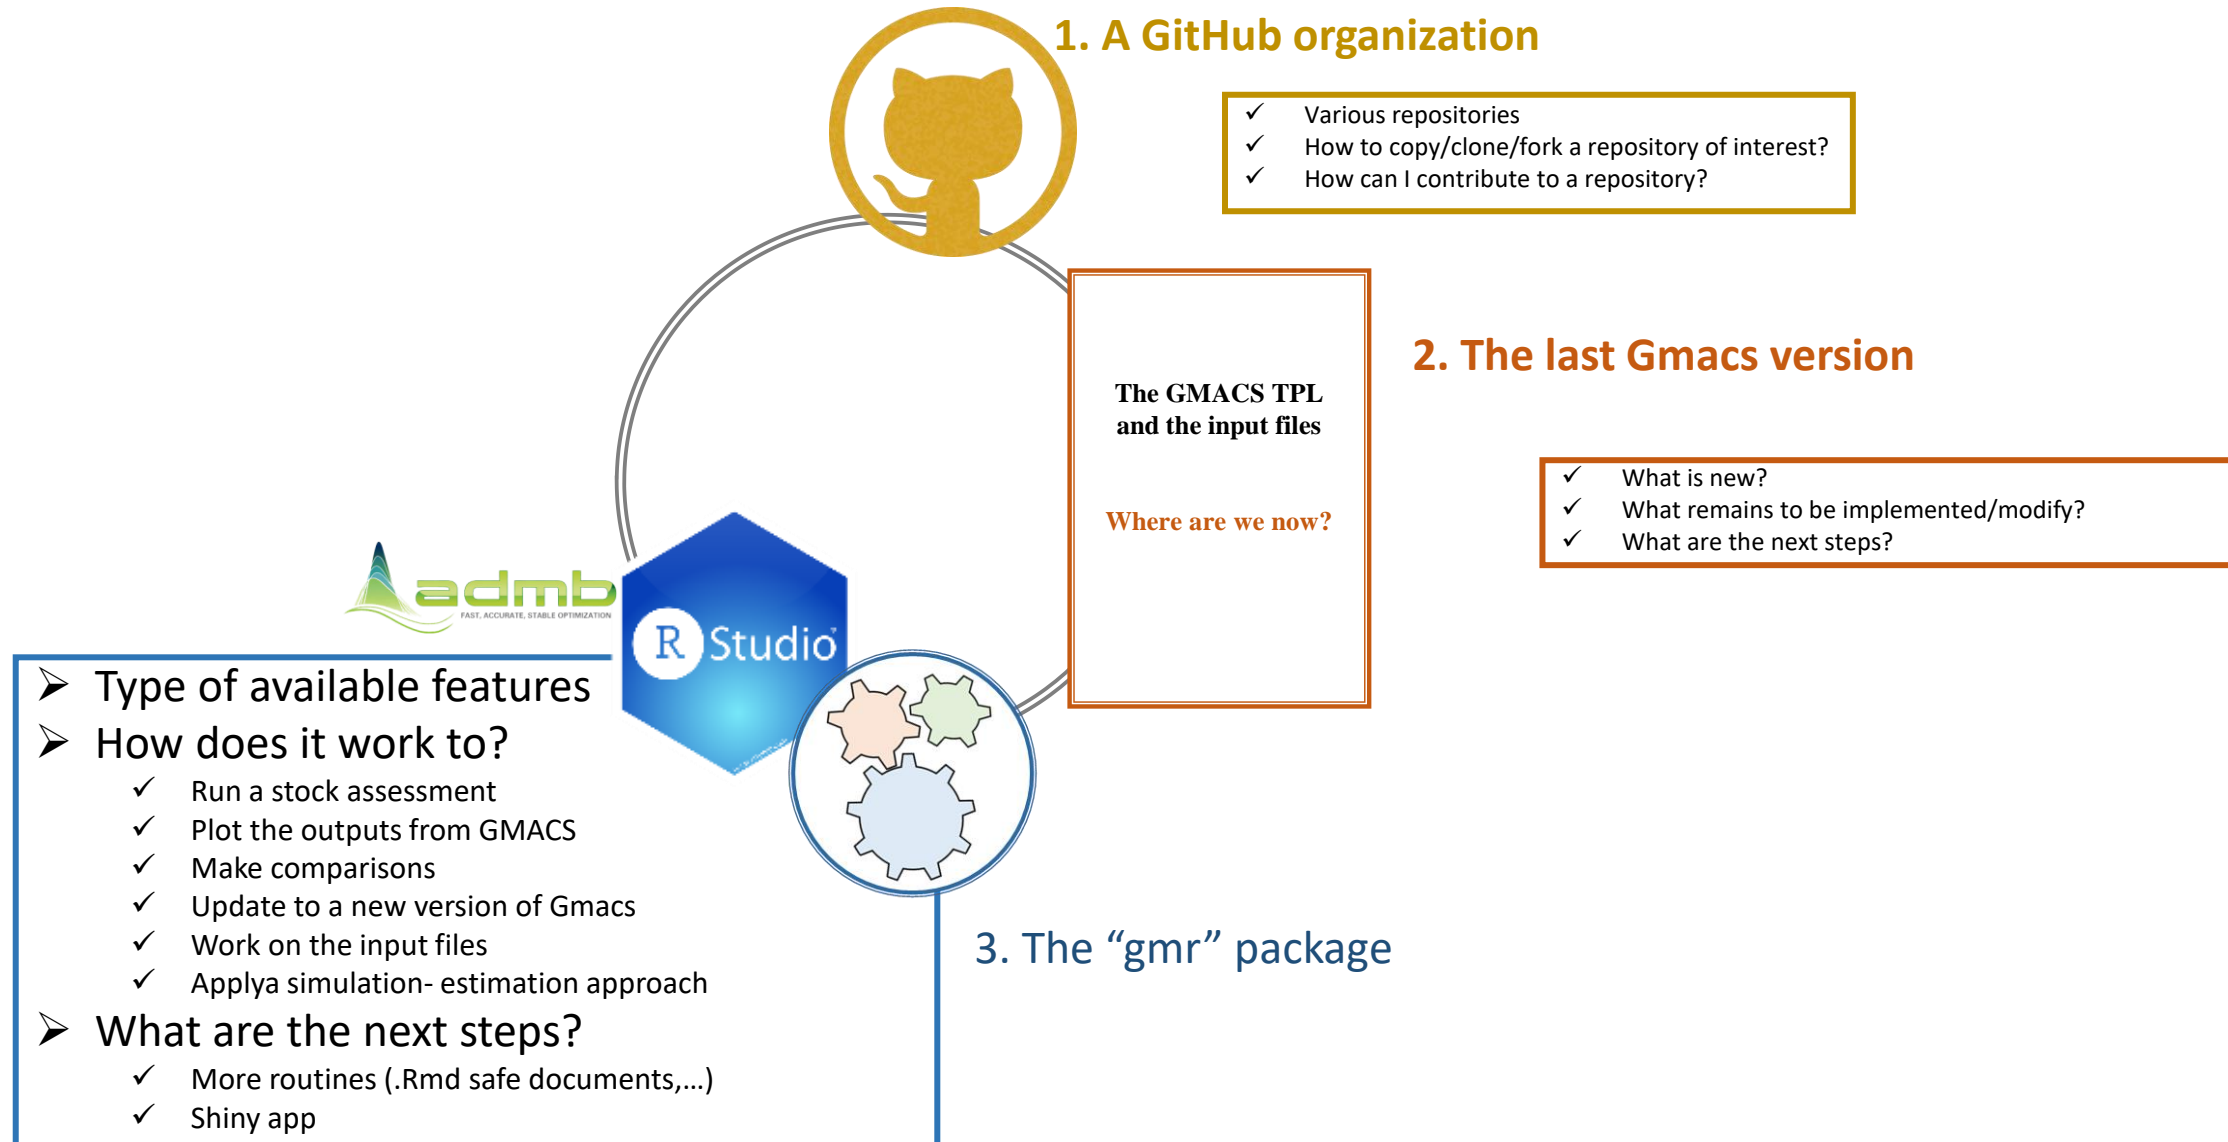 1. A GitHub organization
✓ Various repositories
✓ How to copy/clone/fork a repository of interest?
✓ How can I contribute to a repository?
The GMACS TPL
and the input files
Where are we now?
2. The last Gmacs version
✓ What is new?
✓ What remains to be implemented/modify?
✓ What are the next steps?
admb
FAST, ACCURATE, STABLE OPTIMIZATION
R Studio
➢ Type of available features
➢ How does it work to?
✓ Run a stock assessment
✓ Plot the outputs from GMACS
✓ Make comparisons
✓ Update to a new version of Gmacs
✓ Work on the input files
✓ Applya simulation- estimation approach
➢ What are the next steps?
✓ More routines (.Rmd safe documents,...)
✓ Shiny app
3. The “gmr” package